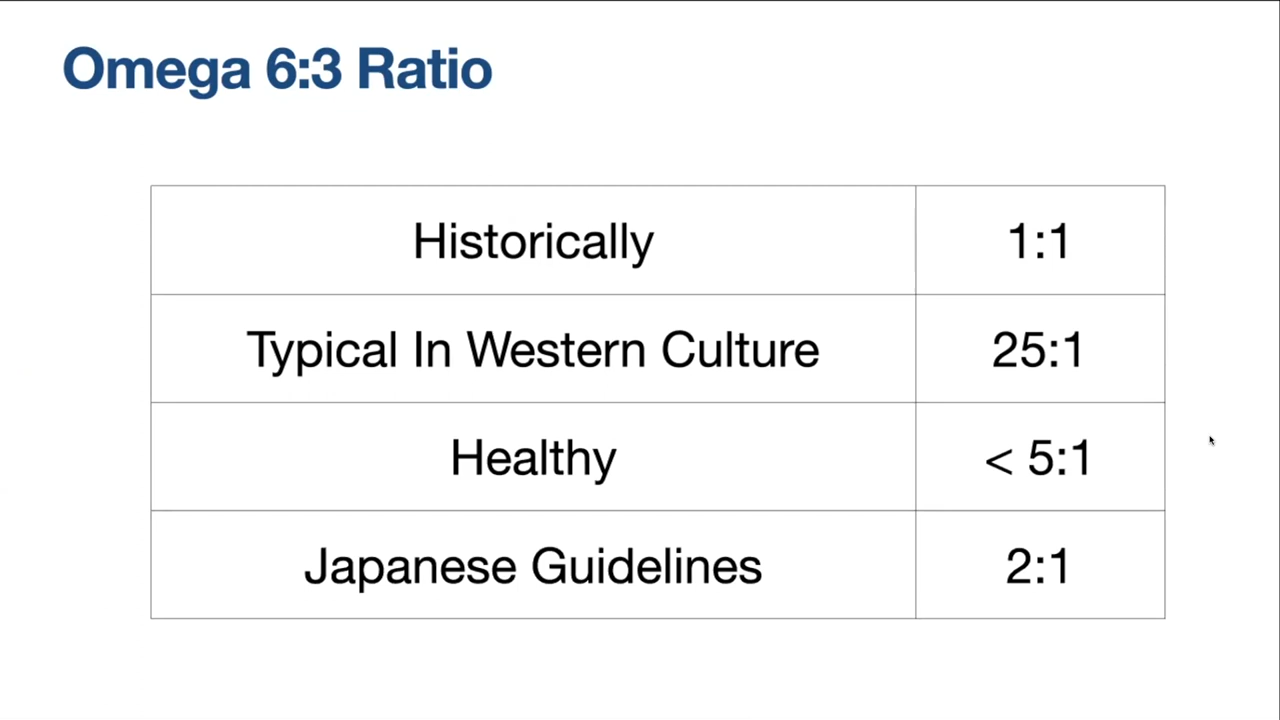 Omega 6:3 Ratio
Historically 1:1
Typical In Western Culture 25:1
Healthy < 5:1
Japanese Guidelines 2:1